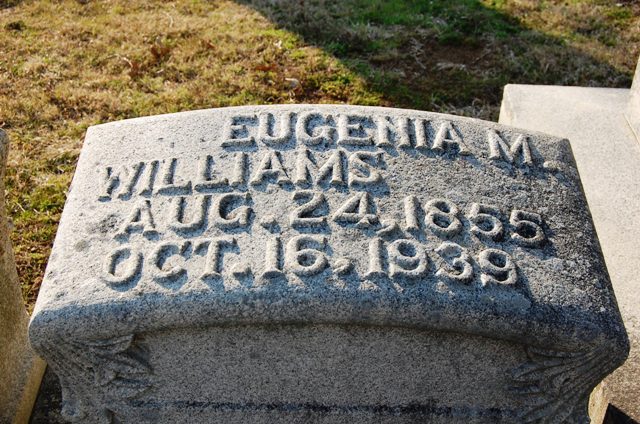 EUGENIA M.
WILLIAMS
AUG. 24, 1855
OCT. 16, 1939